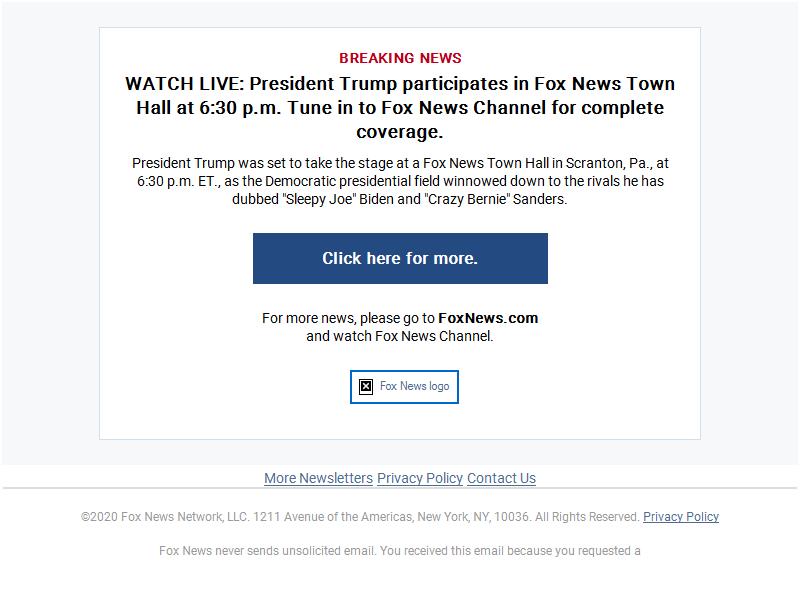 BREAKING NEWS
WATCH LIVE: President Trump participates in Fox News Town
Hall at 6:30 p.m. Tune in to Fox News Channel for complete
coverage.
President Trump was set to take the stage at a Fox News Town Hall in Scranton, Pa., at
6:30 p.m. ET., as the Democratic presidential field winnowed down to the rivals he has
dubbed "Sleepy Joe" Biden and "Crazy Bernie" Sanders.
Click here for more.
For more news, please go to FoxNews.com
and watch Fox News Channel.
Fox News logo
More Newsletters Privacy Policy Contact Us
©2020 Fox News Network, LLC. 1211 Avenue of the Americas, New York, NY, 10036. All Rights Reserved. Privacy Policy
Fox News never sends unsolicited email. You received this email because you requested a